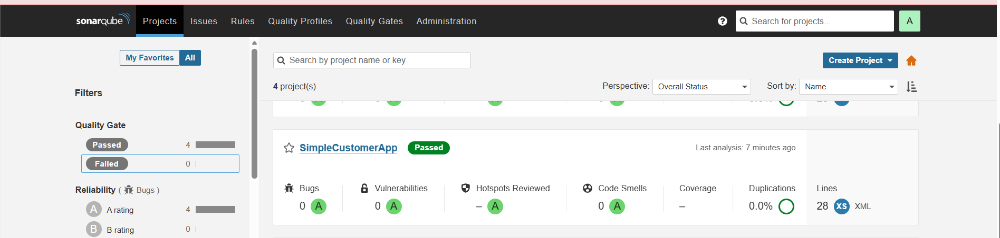 sonarqube Projects Issues Rules Quality Profiles Quality Gates Administration ? Search for projects... A
My Favorites All
Search by project name or key Create Project
4 project(s) Perspective: Overall Status Sort by: Name
Filters
Quality Gate
Passed 4
Failed 0
Reliability ( Bugs )
A A rating 4
B B rating 0
SimpleCustomerApp Passed Last analysis: 7 minutes ago
Bugs Vulnerabilities Hotspots Reviewed Code Smells Coverage Duplications Lines
0 A 0 A – A 0 A – 0.0% 28 XS XML